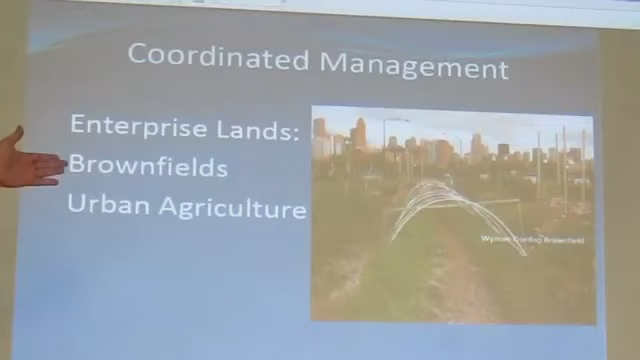 Coordinated Management
Enterprise Lands:
Brownfields
Urban Agriculture
Wyman Gordon Brownfield